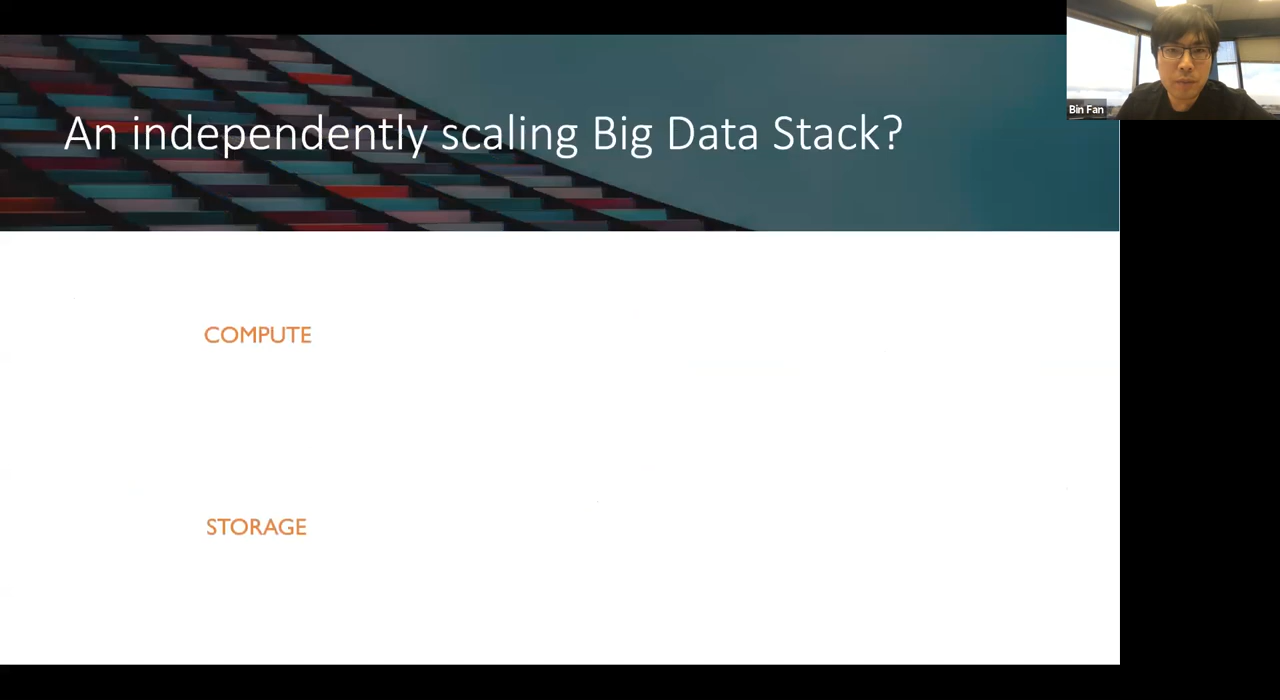 An independently scaling Big Data Stack?
Bin Fan
COMPUTE
STORAGE